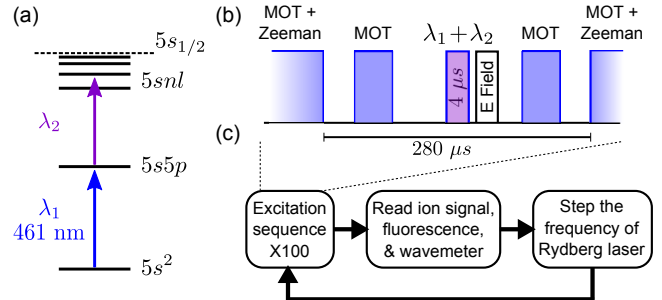 (a)
5s1/2
5snl
λ2
5s5p
λ1
461 nm
5s²
(b)
MOT +
Zeeman
MOT
λ1 + λ2
4 μs
E Field
MOT
MOT +
Zeeman
280 μs
(c)
Excitation
sequence
X100
Read ion signal,
fluorescence,
& wavemeter
Step the
frequency of
Rydberg laser